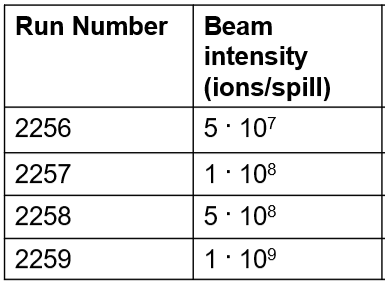 Run Number
Beam
intensity
(ions/spill)
2256
5 · 10⁷
2257
1 · 10⁸
2258
5 · 10⁸
2259
1 · 10⁹